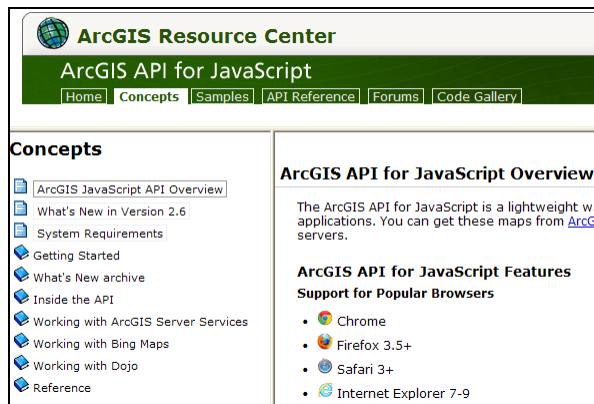 ArcGIS Resource Center
ArcGIS API for JavaScript
Home Concepts Samples API Reference Forums Code Gallery
Concepts
ArcGIS JavaScript API Overview
What's New in Version 2.6
System Requirements
Getting Started
What's New archive
Inside the API
Working with ArcGIS Server Services
Working with Bing Maps
Working with Dojo
Reference
ArcGIS API for JavaScript Overview
The ArcGIS API for JavaScript is a lightweight w
applications. You can get these maps from ArcG
servers.
ArcGIS API for JavaScript Features
Support for Popular Browsers
• Chrome
• Firefox 3.5+
• Safari 3+
• Internet Explorer 7-9